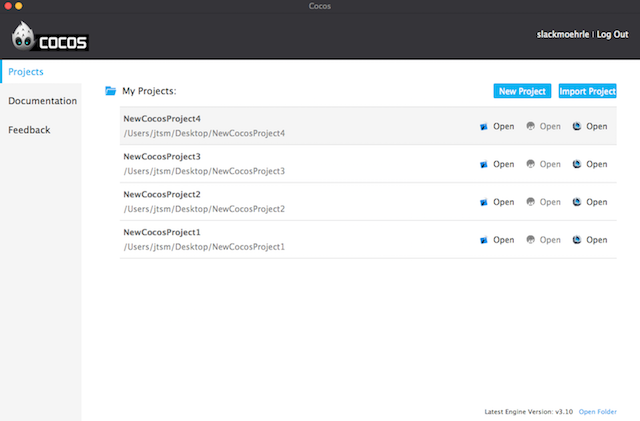 Cocos
COCOS
slackmoehrle | Log Out
Projects
Documentation
Feedback
My Projects:
New Project
Import Project
NewCocosProject4
/Users/jtsm/Desktop/NewCocosProject4
Open Open Open
NewCocosProject3
/Users/jtsm/Desktop/NewCocosProject3
Open Open Open
NewCocosProject2
/Users/jtsm/Desktop/NewCocosProject2
Open Open Open
NewCocosProject1
/Users/jtsm/Desktop/NewCocosProject1
Open Open Open
Latest Engine Version: v3.10 Open Folder